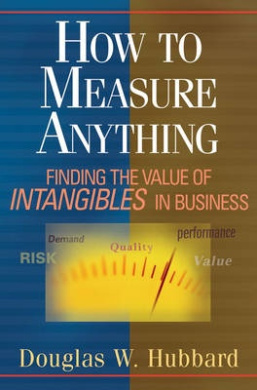 HOW TO
MEASURE
ANYTHING
FINDING THE VALUE OF
INTANGIBLES IN BUSINESS
Demand
performance
Quality
RISK
Value
Douglas W. Hubbard